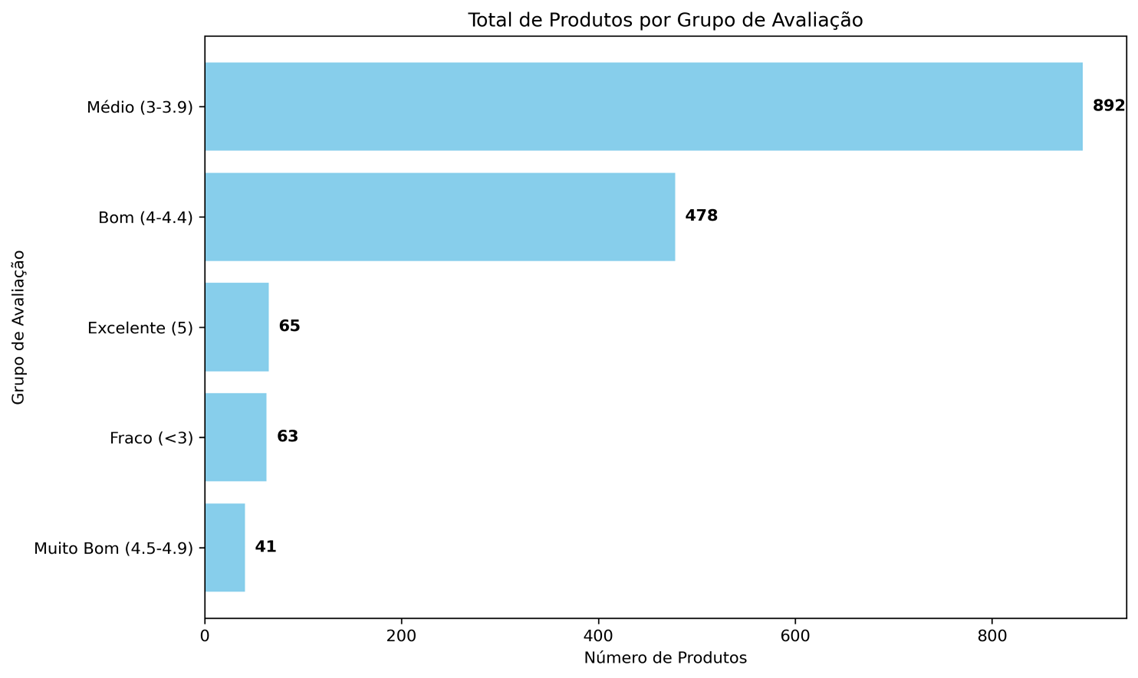 Total de Produtos por Grupo de Avaliação
Grupo de Avaliação
Médio (3-3.9)
892
Bom (4-4.4)
478
Excelente (5)
65
Fraco (<3)
63
Muito Bom (4.5-4.9)
41
0 200 400 600 800
Número de Produtos